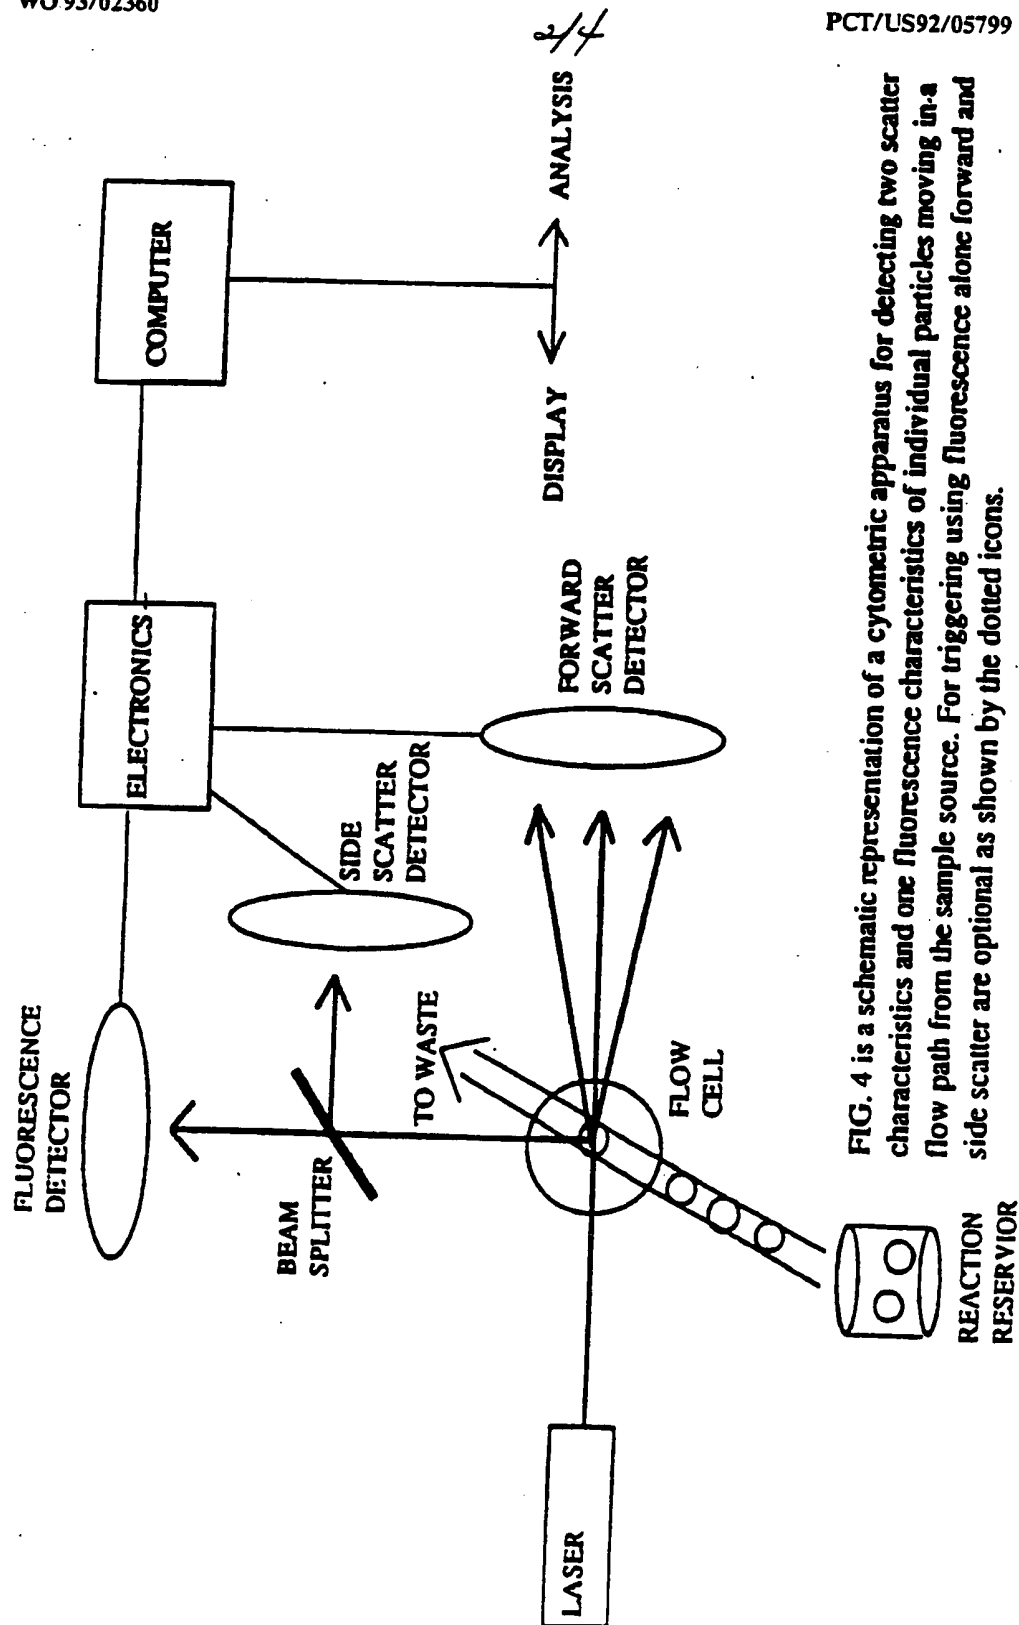 WO 93/02360
PCT/US92/05799
2/4
FLUORESCENCE
DETECTOR
ELECTRONICS
COMPUTER
BEAM
SPLITTER
SIDE
SCATTER
DETECTOR
TO WASTE
FORWARD
SCATTER
DETECTOR
DISPLAY
ANALYSIS
LASER
FLOW
CELL
REACTION
RESERVIOR
FIG. 4 is a schematic representation of a cytometric apparatus for detecting two scatter
characteristics and one fluorescence characteristics of individual particles moving in a
flow path from the sample source. For triggering using fluorescence alone forward and
side scatter are optional as shown by the dotted icons.